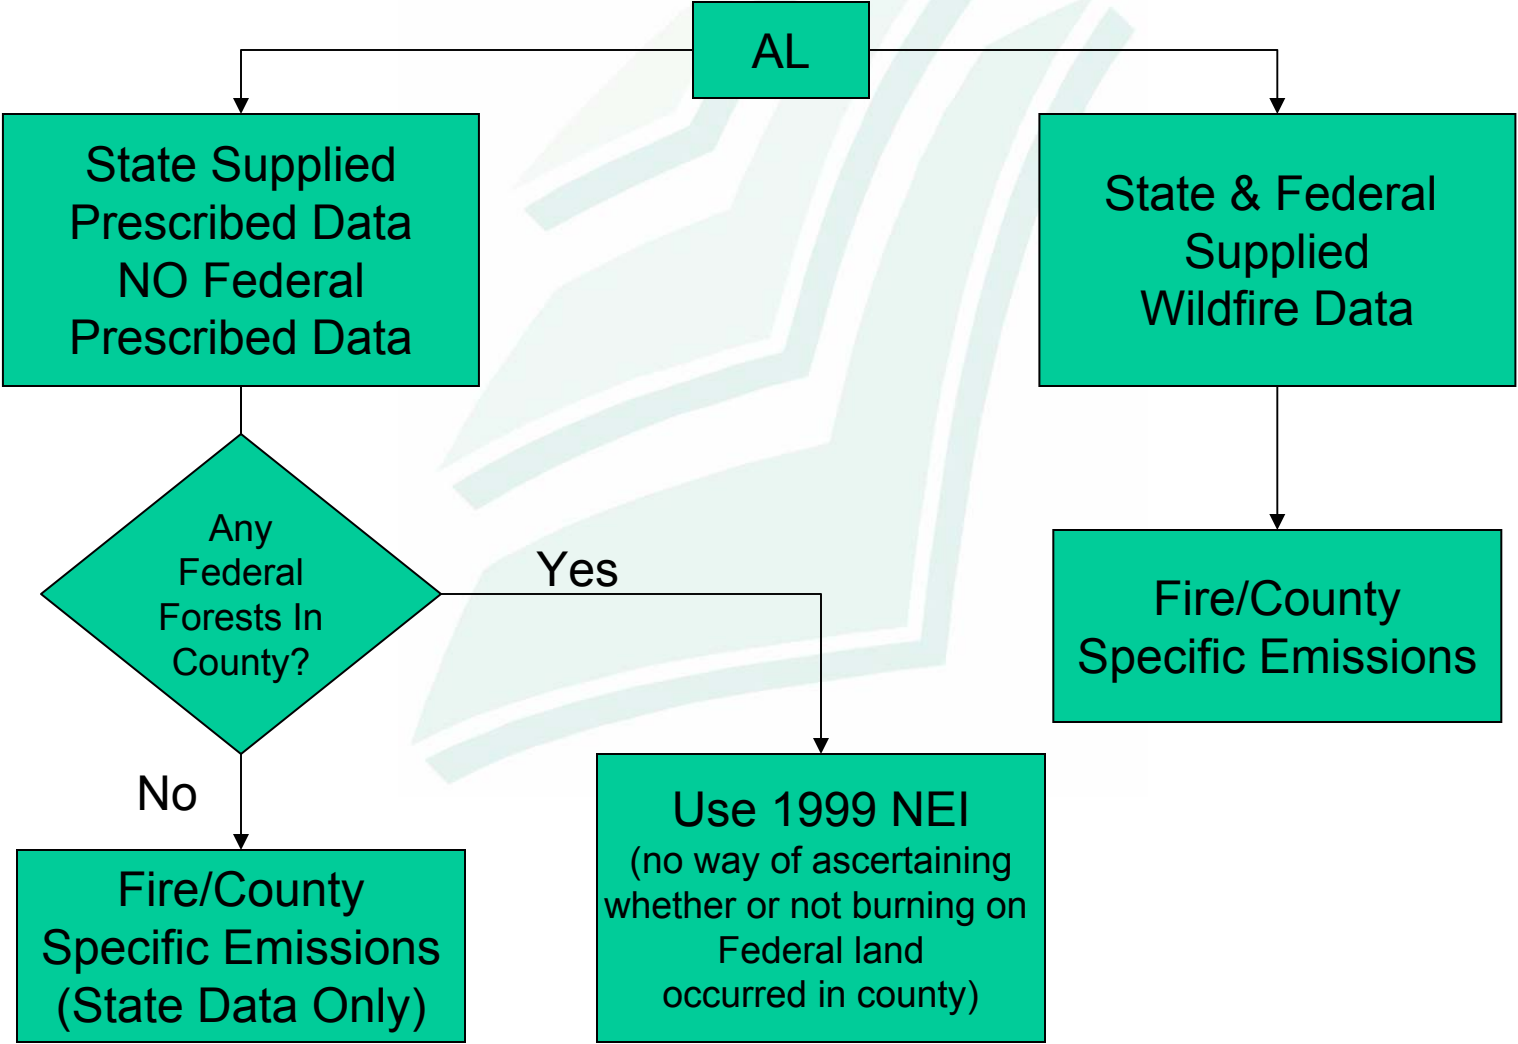 AL
State Supplied
Prescribed Data
NO Federal
Prescribed Data
State & Federal
Supplied
Wildfire Data
Any
Federal
Forests In
County?
Yes
No
Fire/County
Specific Emissions
Use 1999 NEI
(no way of ascertaining
whether or not burning on
Federal land
occurred in county)
Fire/County
Specific Emissions
(State Data Only)